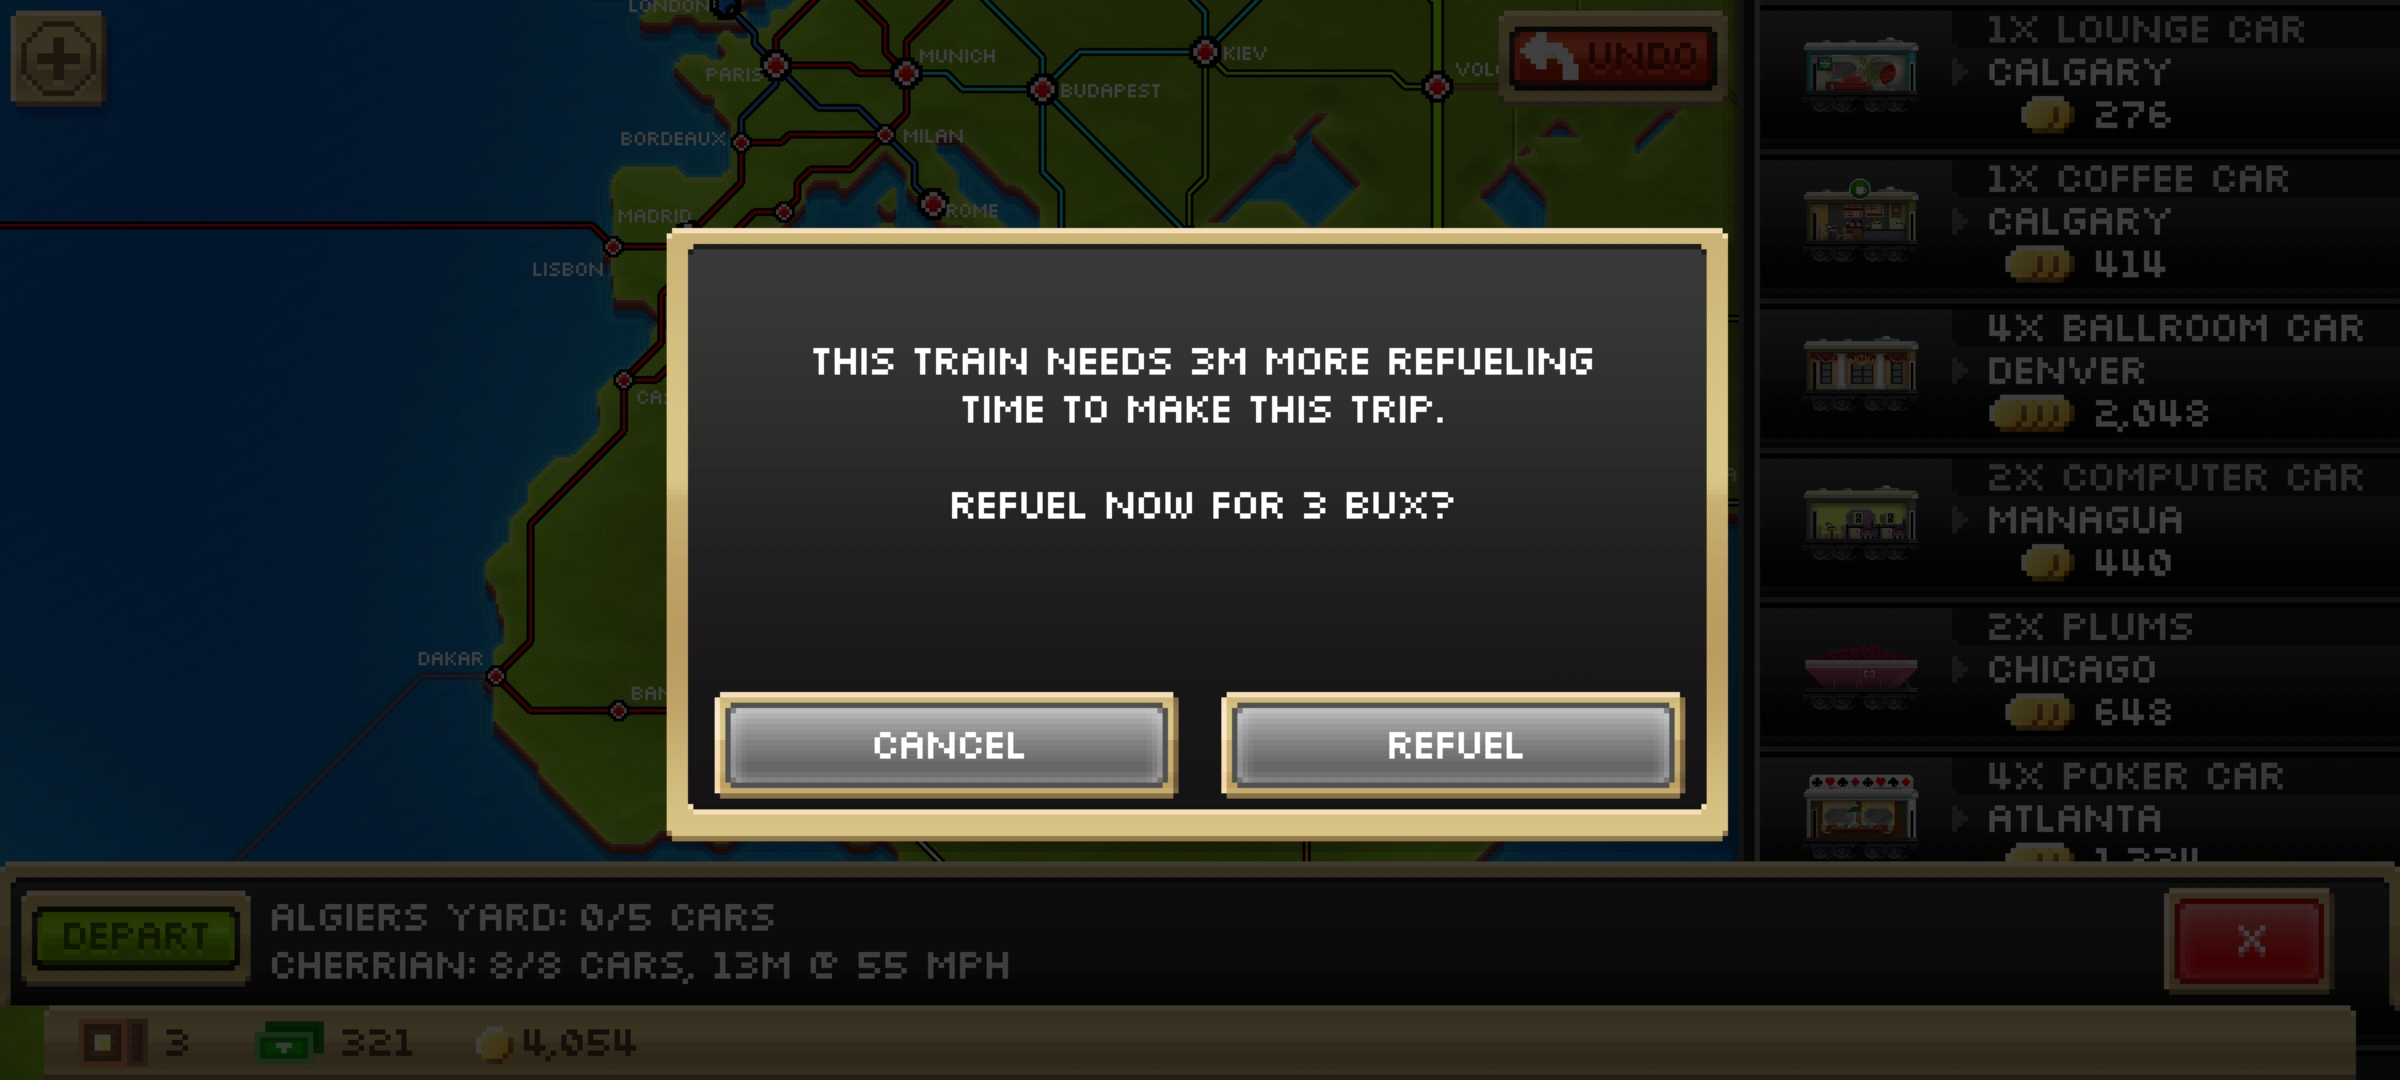 LONDON
MUNICH
KIEV
PARIS
BUDAPEST
UNDO
BORDEAUX
MILAN
MADRID
ROME
LISBON
DAKAR
THIS TRAIN NEEDS 3M MORE REFUELING
TIME TO MAKE THIS TRIP.
REFUEL NOW FOR 3 BUX?
CANCEL
REFUEL
1X LOUNGE CAR
CALGARY
276
1X COFFEE CAR
CALGARY
414
4X BALLROOM CAR
DENVER
2,048
2X COMPUTER CAR
MANAGUA
440
2X PLUMS
CHICAGO
648
4X POKER CAR
ATLANTA
DEPART
ALGIERS YARD: 0/5 CARS
CHERRIAN: 8/8 CARS, 13M @ 55 MPH
X
3
321
4,054